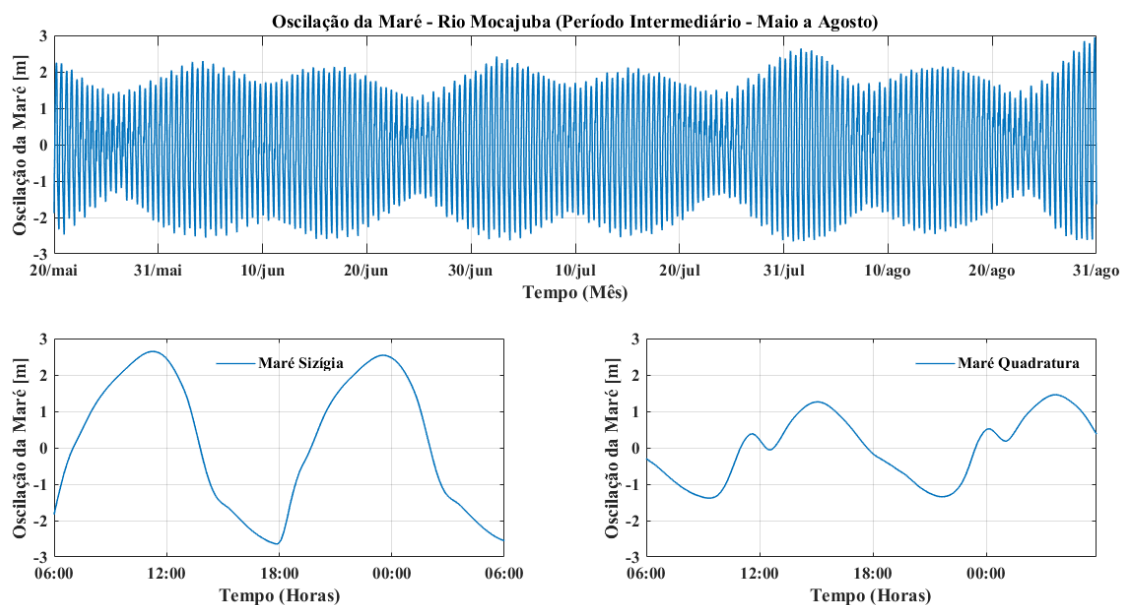 Oscilação da Maré - Rio Mocajuba (Período Intermediário - Maio a Agosto)
Oscilação da Maré [m]
3
2
1
0
-1
-2
-3
20/mai 31/mai 10/jun 20/jun 30/jun 10/jul 20/jul 31/jul 10/ago 20/ago 31/ago
Tempo (Mês)
Oscilação da Maré [m]
3
2
1
0
-1
-2
-3
Maré Sizígia
06:00 12:00 18:00 00:00 06:00
Tempo (Horas)
Oscilação da Maré [m]
3
2
1
0
-1
-2
-3
Maré Quadratura
06:00 12:00 18:00 00:00
Tempo (Horas)